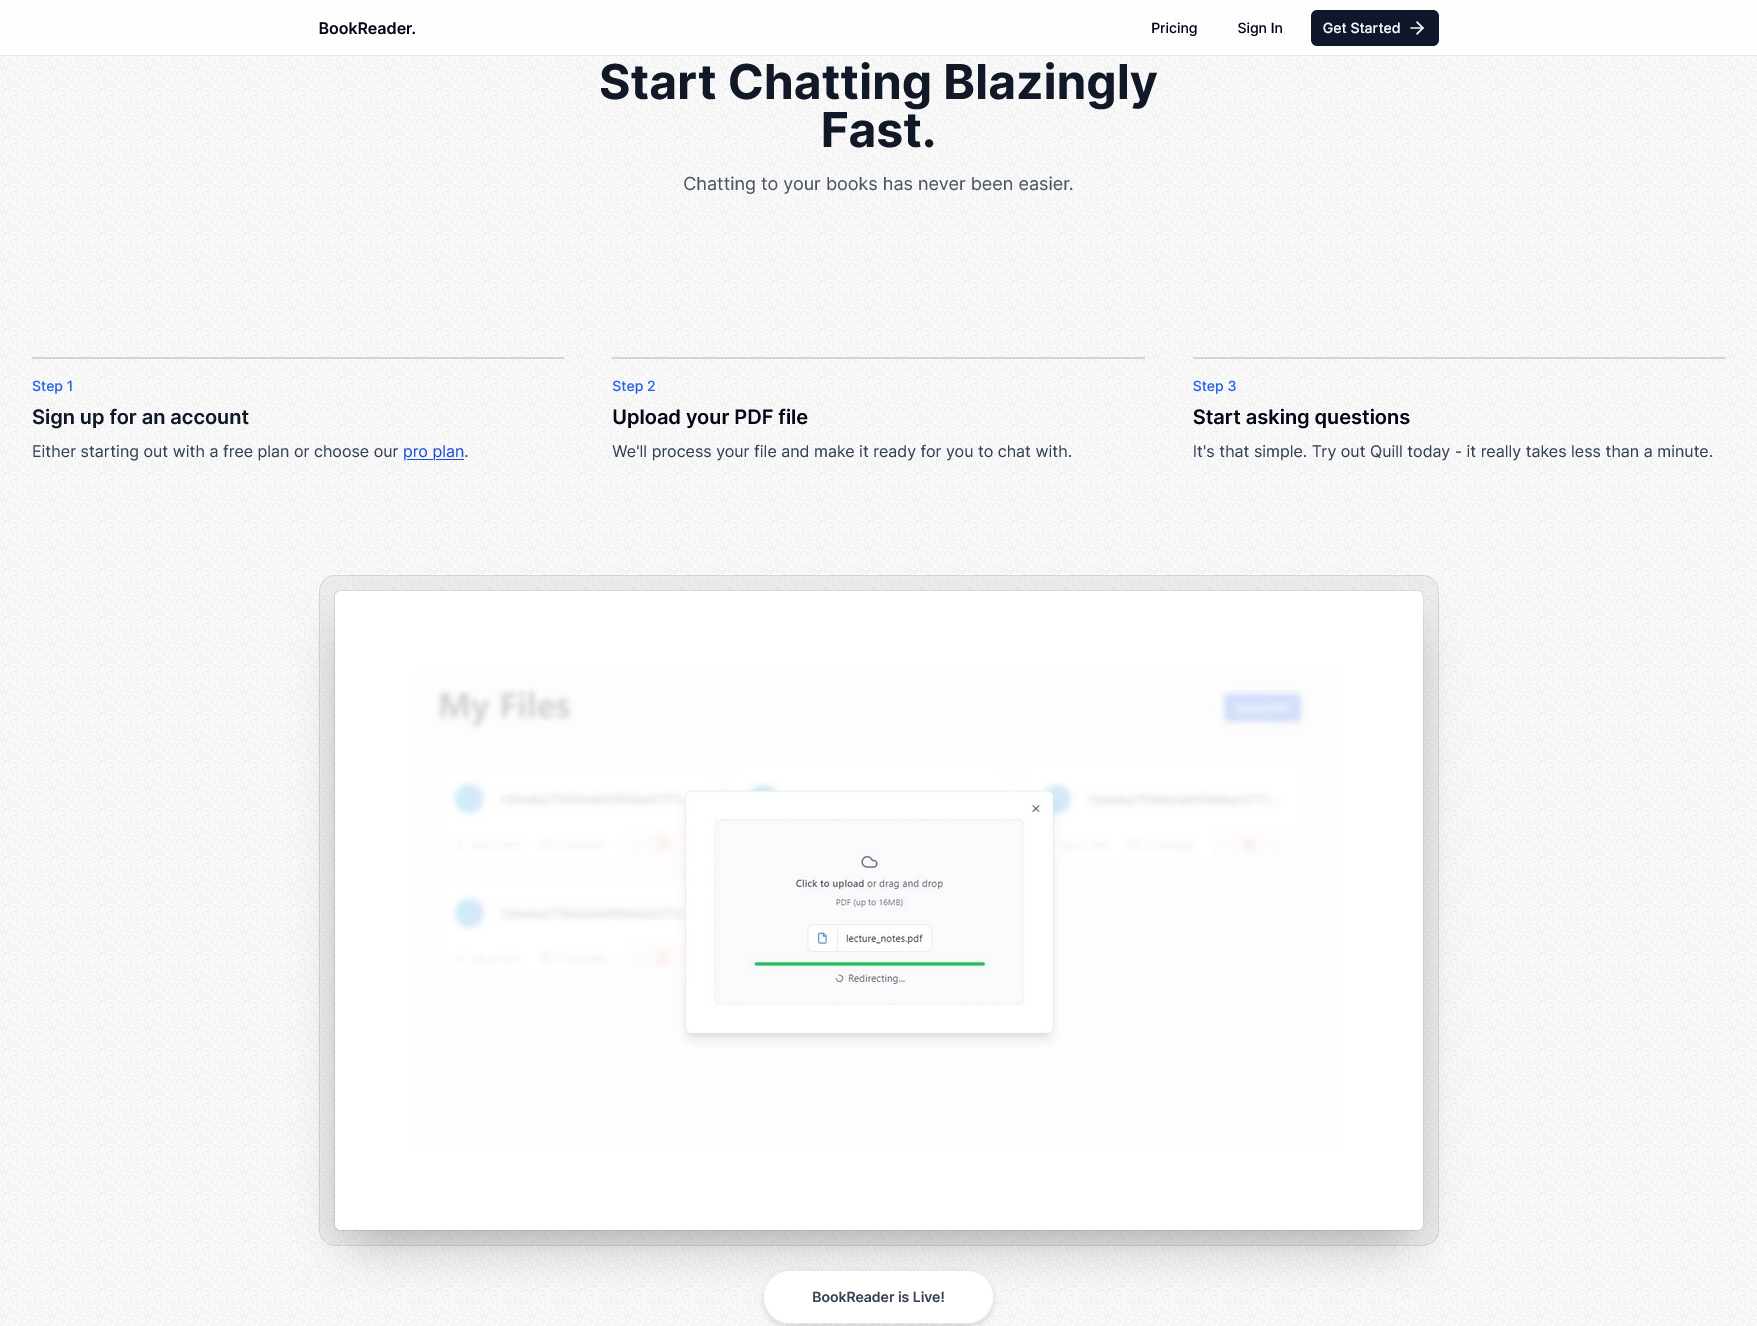 BookReader.
Pricing
Sign In
Get Started
Start Chatting Blazingly
Fast.
Chatting to your books has never been easier.
Step 1
Sign up for an account
Either starting out with a free plan or choose our pro plan.
Step 2
Upload your PDF file
We'll process your file and make it ready for you to chat with.
Step 3
Start asking questions
It's that simple. Try out Quill today - it really takes less than a minute.
My Files
Click to upload or drag and drop
PDF (up to 16MB)
lecture_notes.pdf
Redirecting...
BookReader is Live!